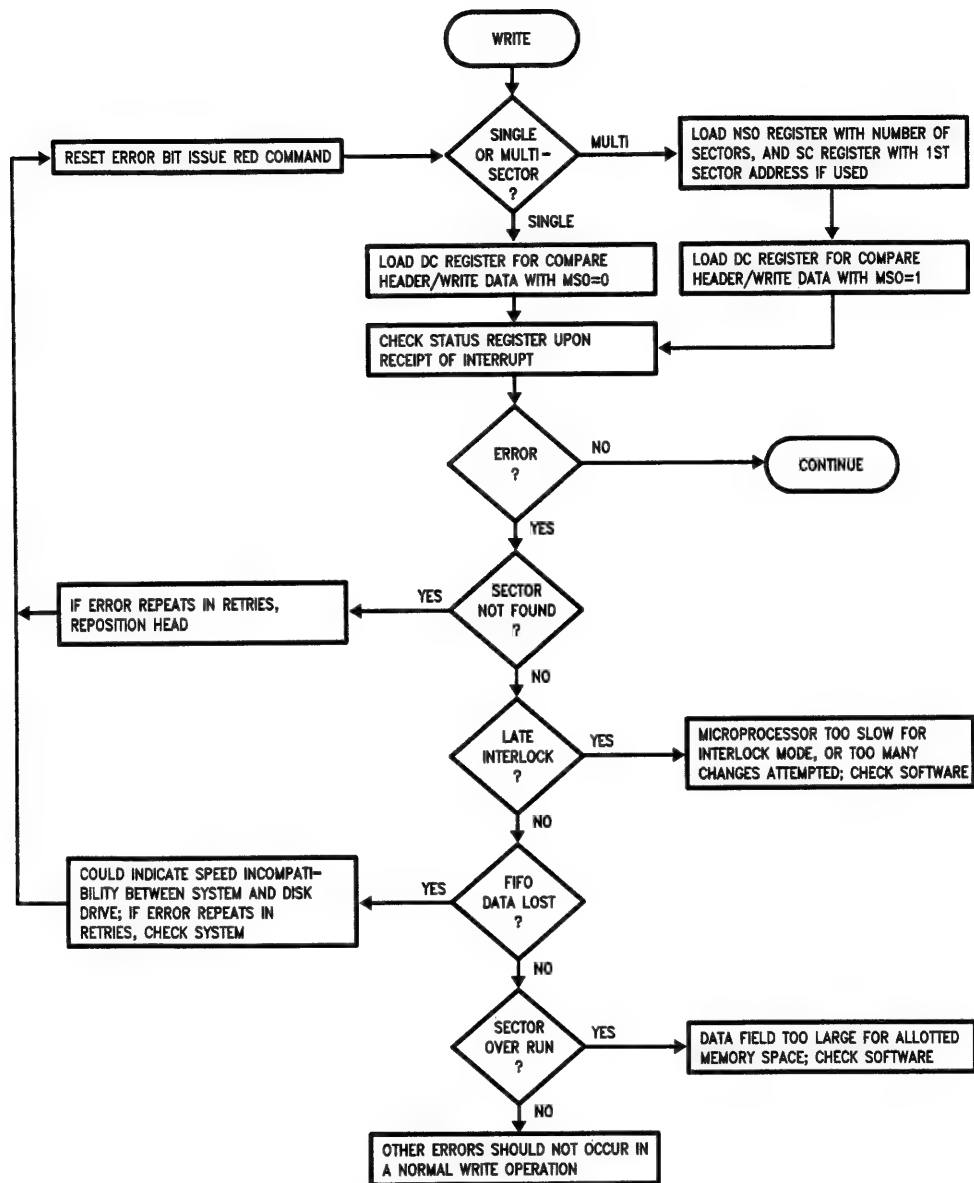 WRITE
SINGLE
OR MULTI-
SECTOR
?
MULTI
LOAD NSO REGISTER WITH NUMBER OF
SECTORS, AND SC REGISTER WITH 1ST
SECTOR ADDRESS IF USED
RESET ERROR BIT ISSUE RED COMMAND
SINGLE
LOAD DC REGISTER FOR COMPARE
HEADER/WRITE DATA WITH MSO=0
LOAD DC REGISTER FOR COMPARE
HEADER/WRITE DATA WITH MSO=1
CHECK STATUS REGISTER UPON
RECEIPT OF INTERRUPT
ERROR
?
NO
CONTINUE
YES
SECTOR
NOT FOUND
?
YES
IF ERROR REPEATS IN RETRIES,
REPOSITION HEAD
NO
LATE
INTERLOCK
?
YES
MICROPROCESSOR TOO SLOW FOR
INTERLOCK MODE, OR TOO MANY
CHANGES ATTEMPTED; CHECK SOFTWARE
NO
FIFO
DATA LOST
?
YES
COULD INDICATE SPEED INCOMPATI-
BILITY BETWEEN SYSTEM AND DISK
DRIVE; IF ERROR REPEATS IN
RETRIES, CHECK SYSTEM
NO
SECTOR
OVER RUN
?
YES
DATA FIELD TOO LARGE FOR ALLOTTED
MEMORY SPACE; CHECK SOFTWARE
NO
OTHER ERRORS SHOULD NOT OCCUR IN
A NORMAL WRITE OPERATION